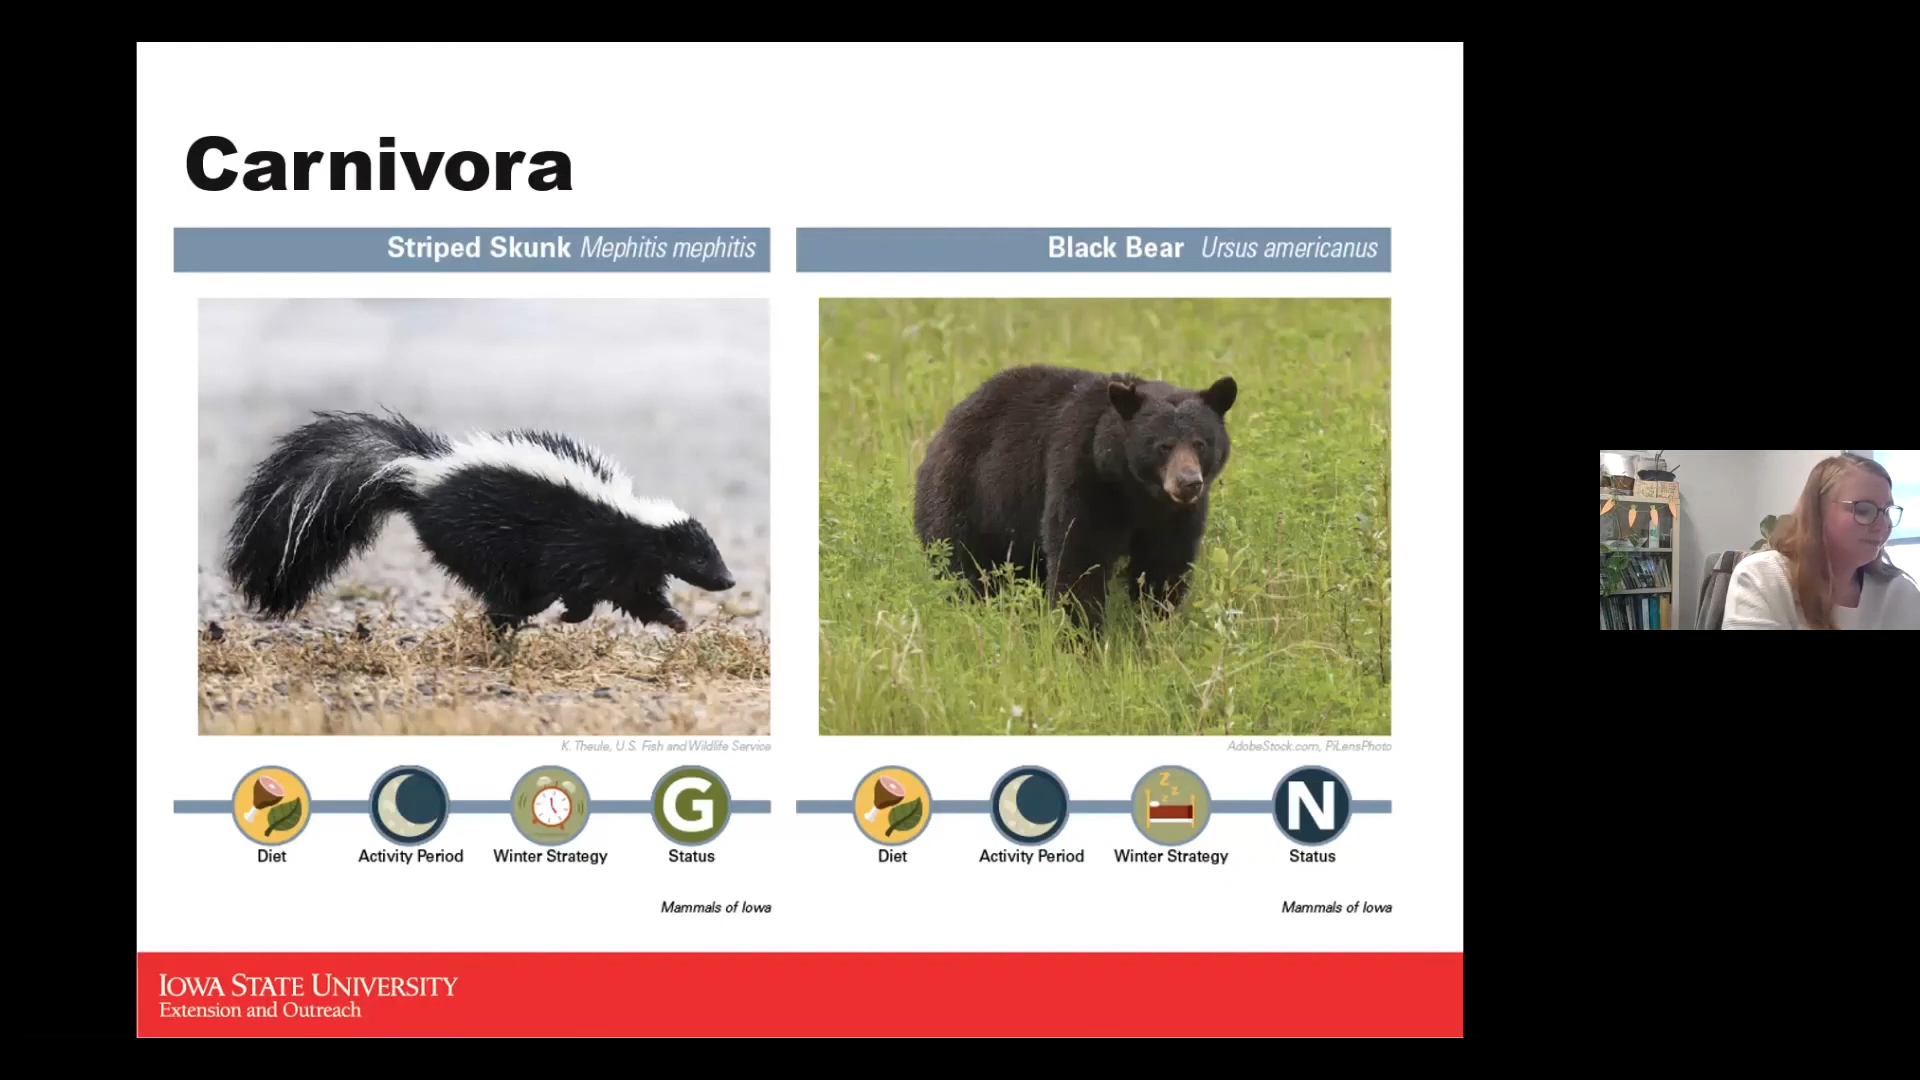 Carnivora
Striped Skunk Mephitis mephitis
K. Theule, U.S. Fish and Wildlife Service
Diet
Activity Period
Winter Strategy
G
Status
Mammals of Iowa
Black Bear Ursus americanus
AdobeStock.com, PiLensPhoto
Diet
Activity Period
Z
Z
Z
Z
Winter Strategy
N
Status
Mammals of Iowa
IOWA STATE UNIVERSITY
Extension and Outreach